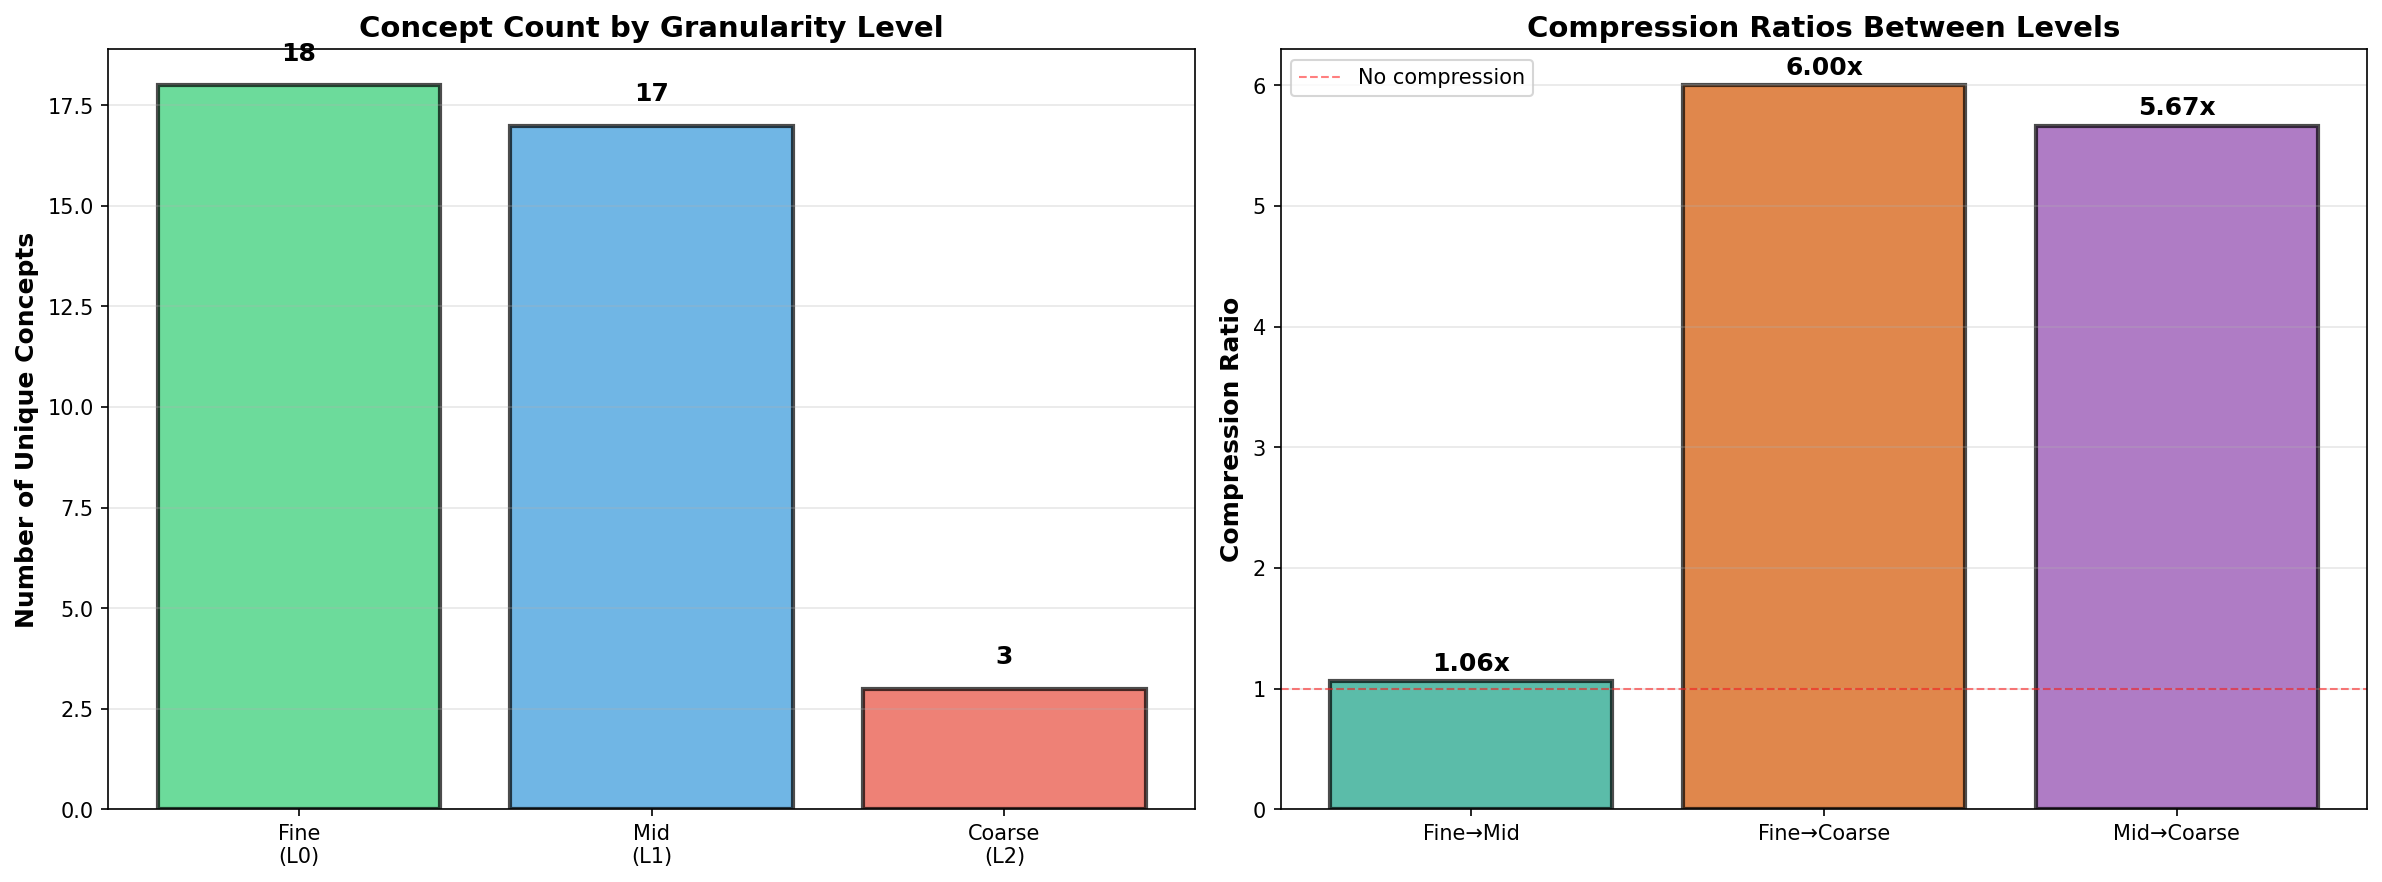 Concept Count by Granularity Level
Number of Unique Concepts
17.5
15.0
12.5
10.0
7.5
5.0
2.5
0.0
18
17
3
Fine
(L0)
Mid
(L1)
Coarse
(L2)
Compression Ratios Between Levels
No compression
Compression Ratio
6
5
4
3
2
1
0
1.06x
6.00x
5.67x
Fine→Mid
Fine→Coarse
Mid→Coarse